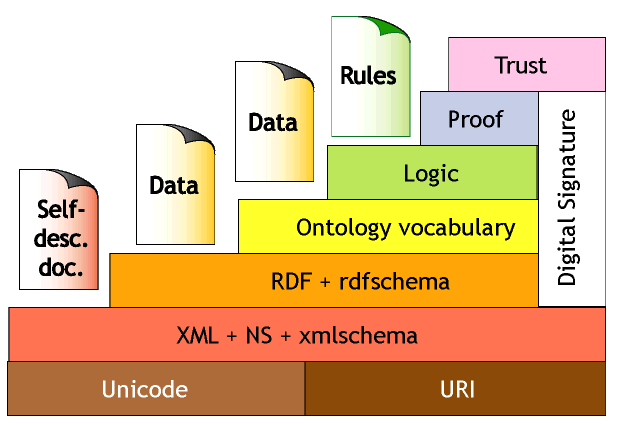 Rules
Trust
Data
Proof
Digital Signature
Data
Logic
Self-
desc.
doc.
Ontology vocabulary
RDF + rdfschema
XML + NS + xmlschema
Unicode
URI